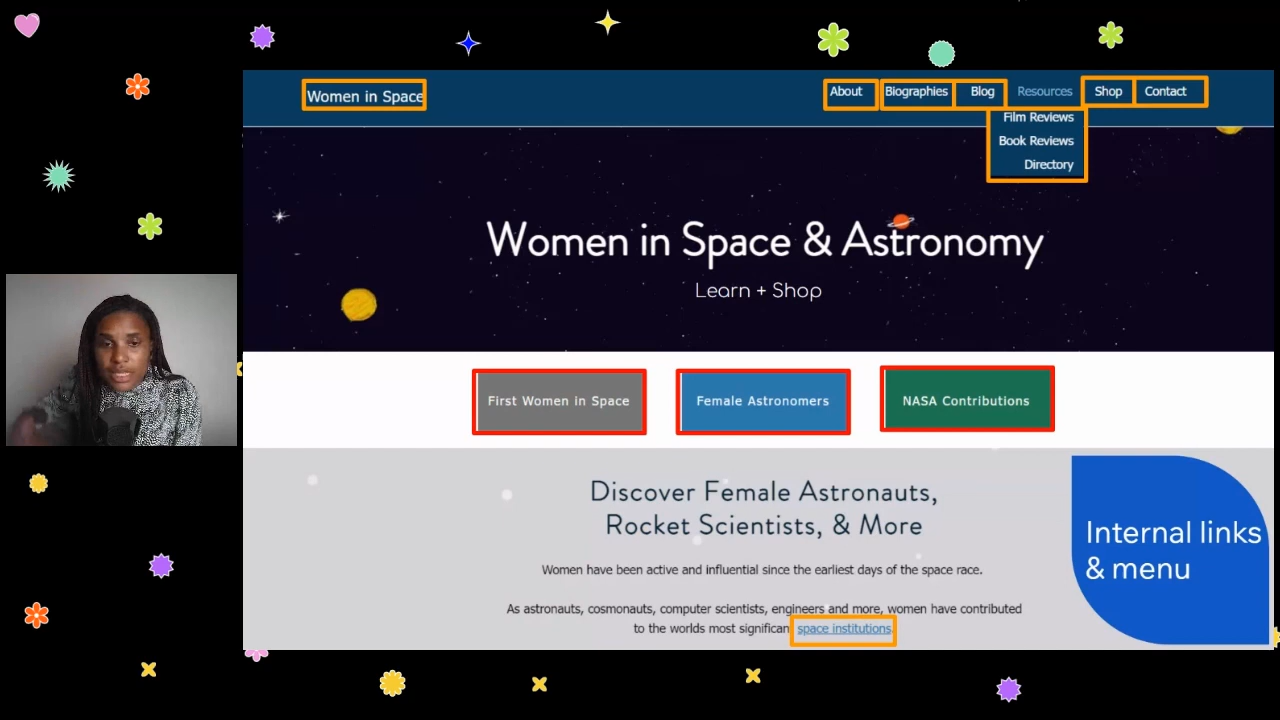 Women in Space
About Biographies Blog Resources Shop Contact
Film Reviews
Book Reviews
Directory
Women in Space & Astronomy
Learn + Shop
First Women in Space
Female Astronomers
NASA Contributions
Discover Female Astronauts,
Rocket Scientists, & More
Women have been active and influential since the earliest days of the space race.
As astronauts, cosmonauts, computer scientists, engineers and more, women have contributed
to the worlds most significan space institutions
Internal links
& menu